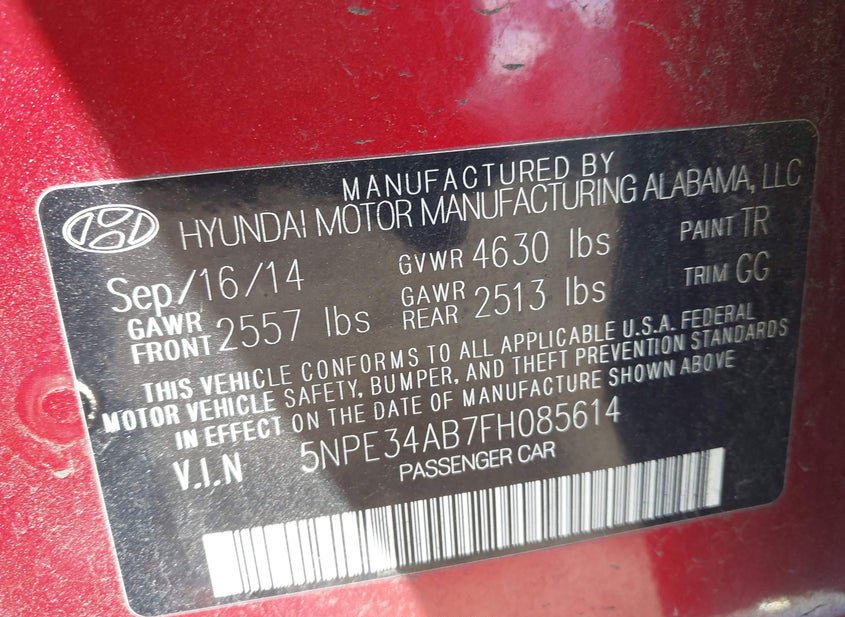 MANUFACTURED BY
HYUNDAI MOTOR MANUFACTURING ALABAMA, LLC
Sep/16/14 GVWR 4630 lbs PAINT TR
GAWR FRONT 2557 lbs GAWR REAR 2513 lbs TRIM GG
THIS VEHICLE CONFORMS TO ALL APPLICABLE U.S.A. FEDERAL
MOTOR VEHICLE SAFETY, BUMPER, AND THEFT PREVENTION STANDARDS
IN EFFECT ON THE DATE OF MANUFACTURE SHOWN ABOVE
V.I.N 5NPE34AB7FH085614
PASSENGER CAR